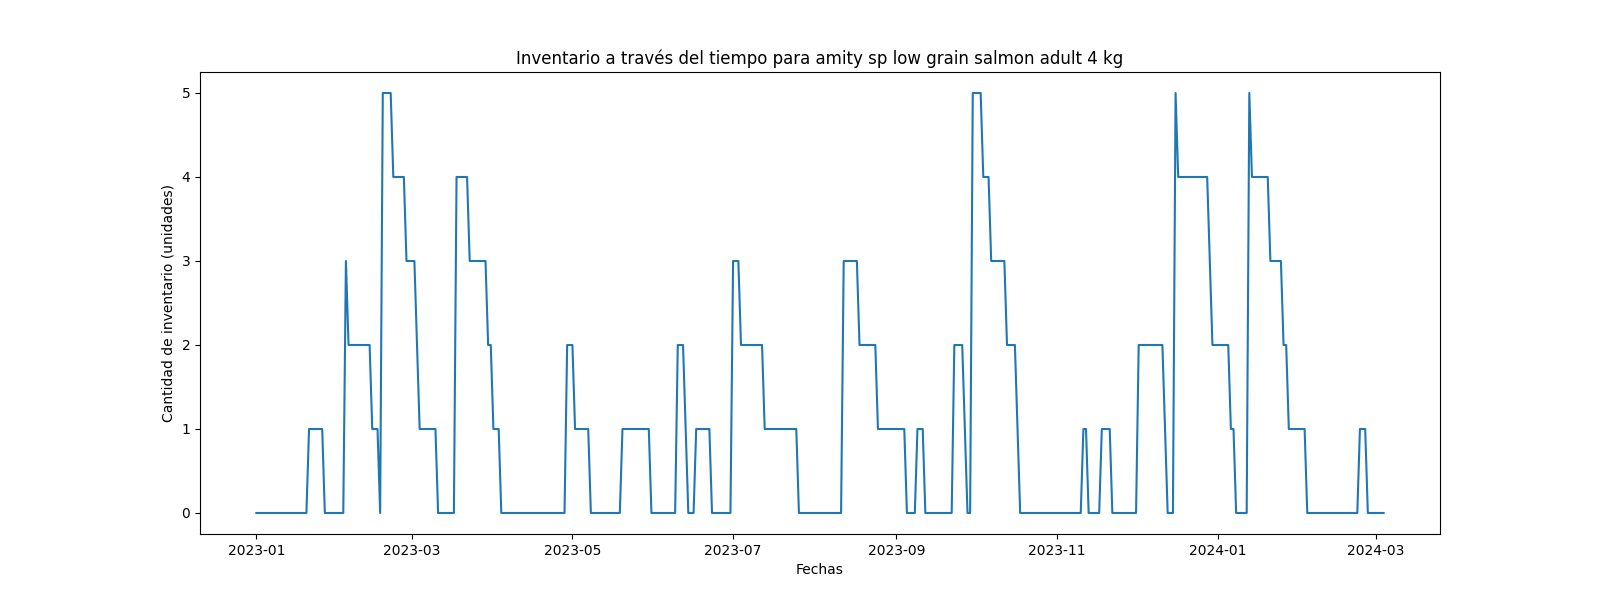 Inventario a través del tiempo para amity sp low grain salmon adult 4 kg
Cantidad de inventario (unidades)
5
4
3
2
1
0
2023-01 2023-03 2023-05 2023-07 2023-09 2023-11 2024-01 2024-03
Fechas